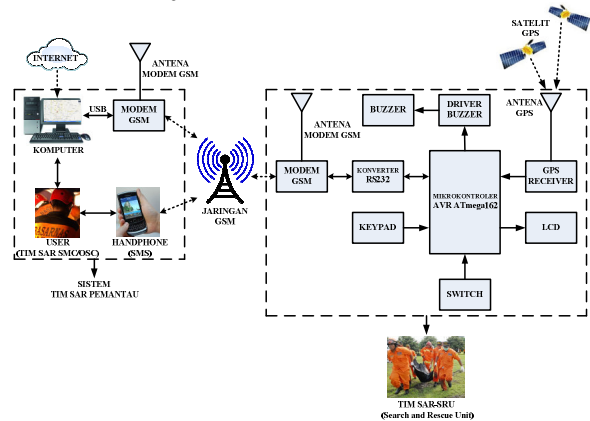 SATELIT
GPS
INTERNET
ANTENA
MODEM GSM
USB
MODEM
GSM
KOMPUTER
USER
(TIM SAR SMC/OSC)
HANDPHONE
(SMS)
SISTEM
TIM SAR PEMANTAU
JARINGAN
GSM
ANTENA
MODEM GSM
BUZZER
DRIVER
BUZZER
ANTENA
GPS
MODEM
GSM
KONVERTER
RS232
MIKROKONTROLER
AVR ATmega162
GPS
RECEIVER
KEYPAD
LCD
SWITCH
TIM SAR-SRU
(Search and Rescue Unit)